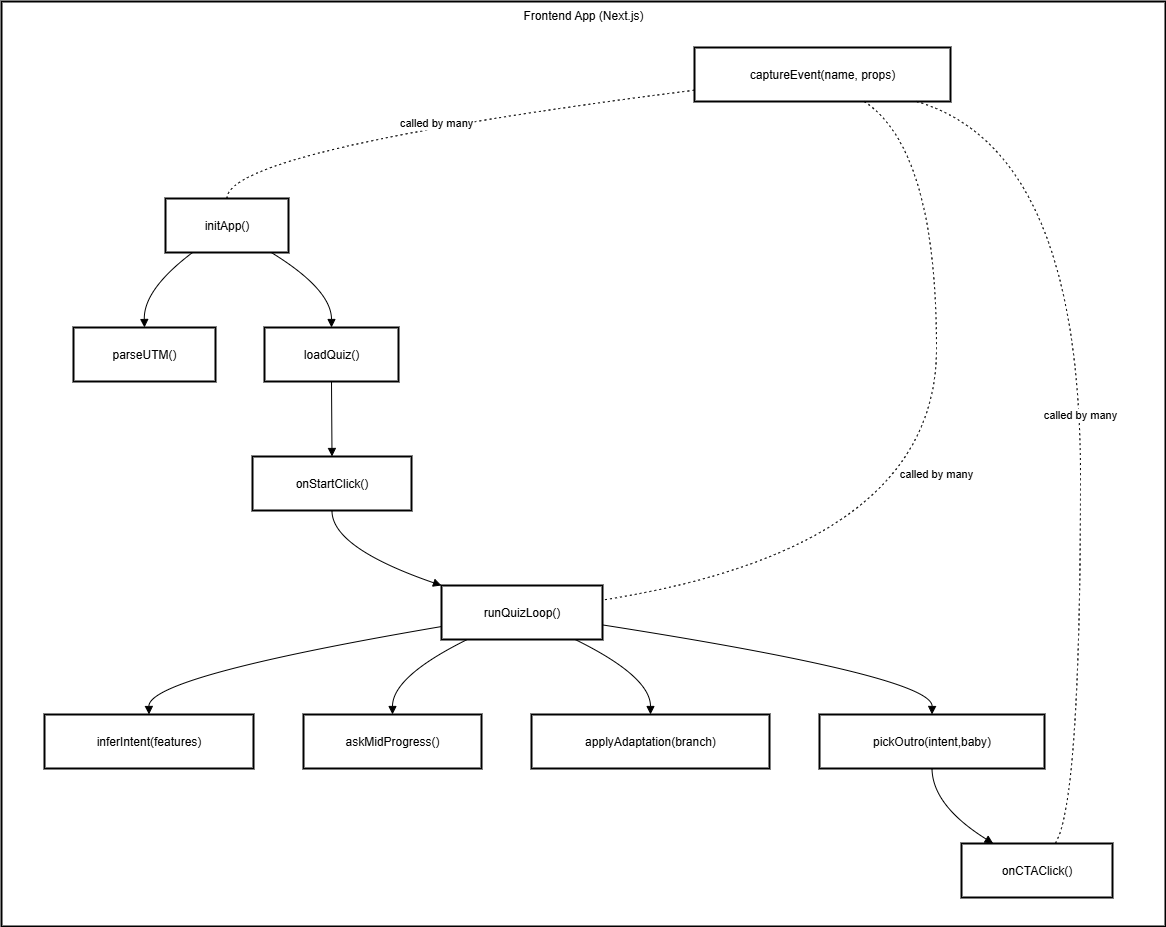 Frontend App (Next.js)
captureEvent(name, props)
called by many
initApp()
parseUTM()
loadQuiz()
called by many
onStartClick()
called by many
runQuizLoop()
inferIntent(features)
askMidProgress()
applyAdaptation(branch)
pickOutro(intent,baby)
onCTAClick()